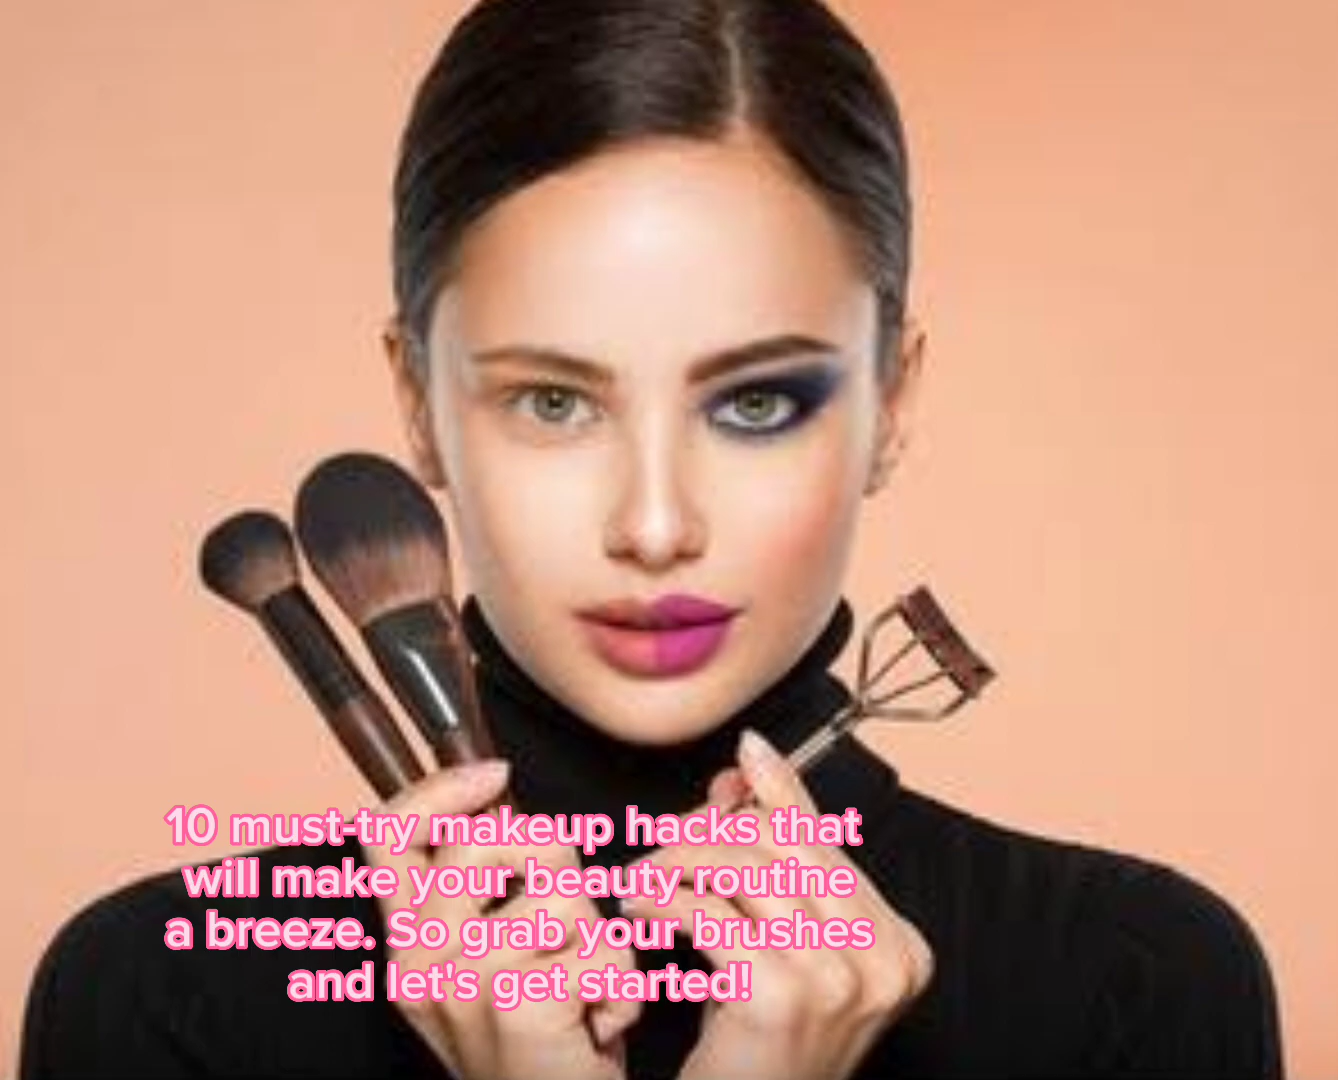 10 must-try makeup hacks that
will make your beauty routine
a breeze. So grab your brushes
and let's get started!